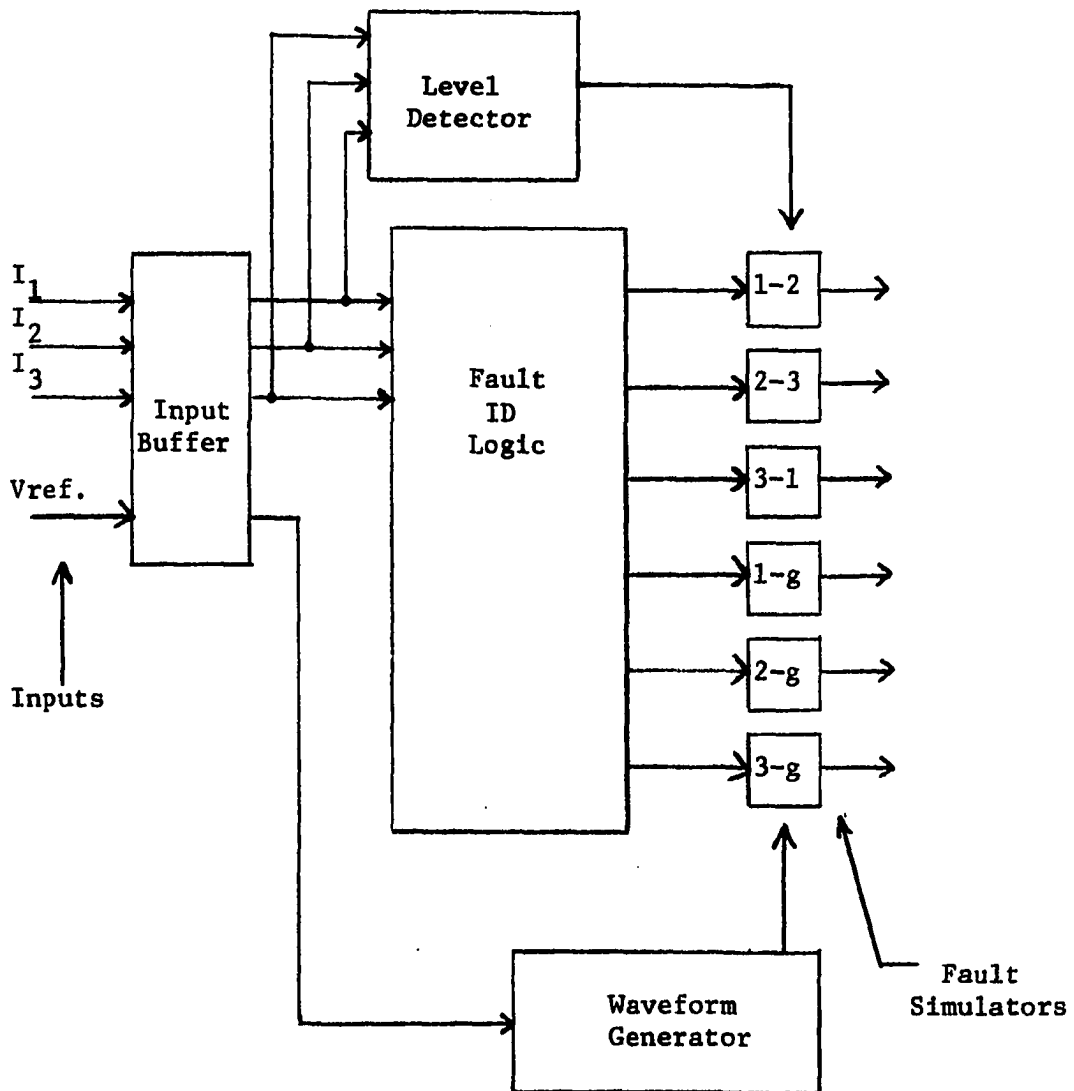 Level
Detector
I1
I2
I3
Input
Buffer
Vref.
Inputs
Fault
ID
Logic
1-2
2-3
3-1
1-g
2-g
3-g
Waveform
Generator
Fault
Simulators